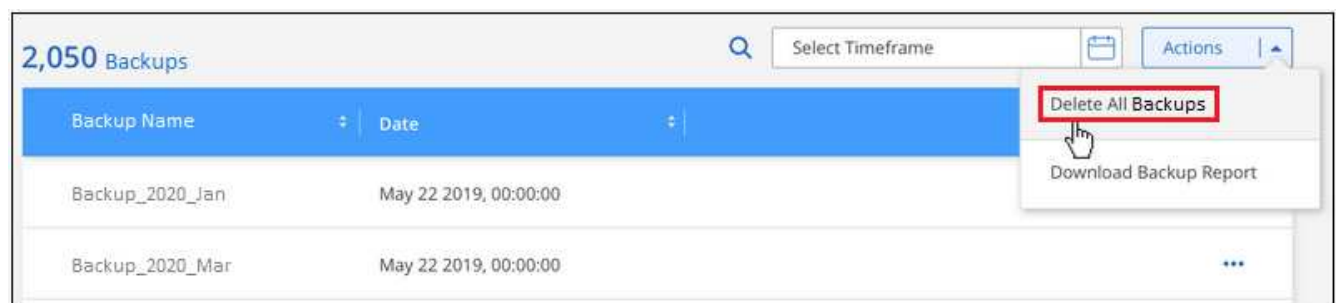 2,050 Backups
Select Timeframe
Actions
Delete All Backups
Download Backup Report
Backup Name
Date
Backup_2020_Jan
May 22 2019, 00:00:00
Backup_2020_Mar
May 22 2019, 00:00:00